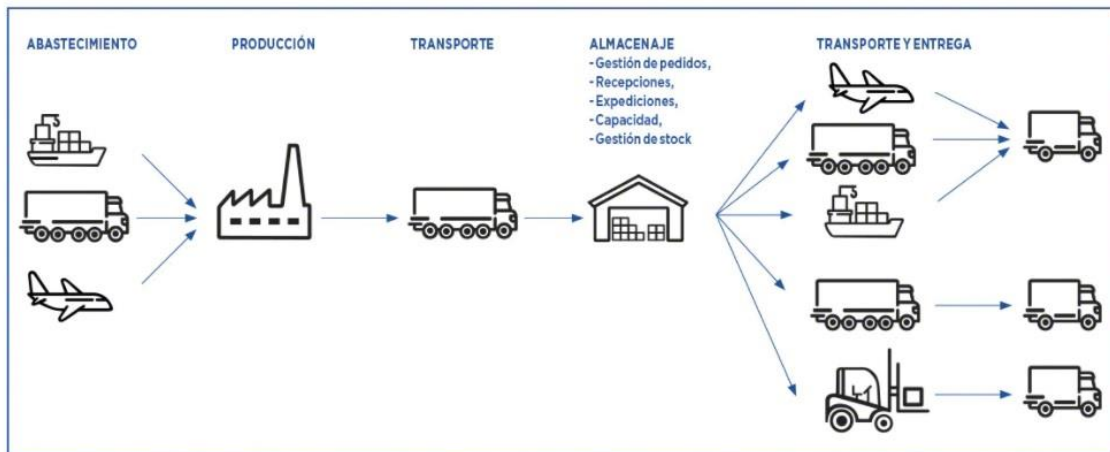 ABASTECIMIENTO
PRODUCCIÓN
TRANSPORTE
ALMACENAJE
- Gestión de pedidos,
- Recepciones,
- Expediciones,
- Capacidad,
- Gestión de stock
TRANSPORTE Y ENTREGA